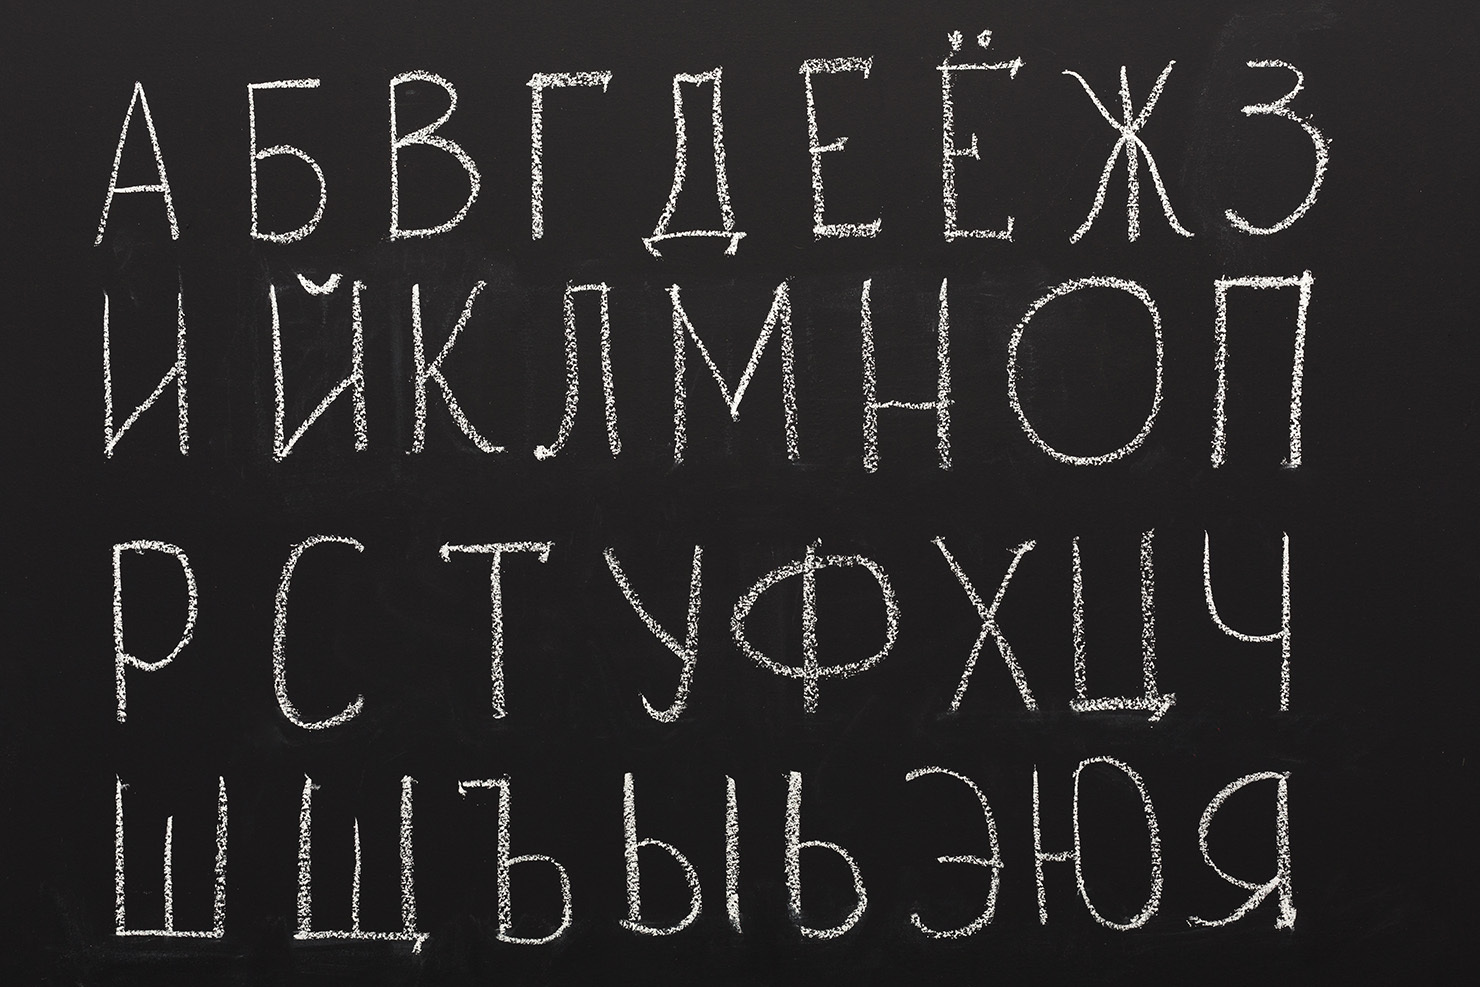 А Б В Г Д Е Ё Ж З
И Й К Л М Н О П
Р С Т У Ф Х Ц Ч
Ш Щ Ъ Ы Ь Э Ю Я